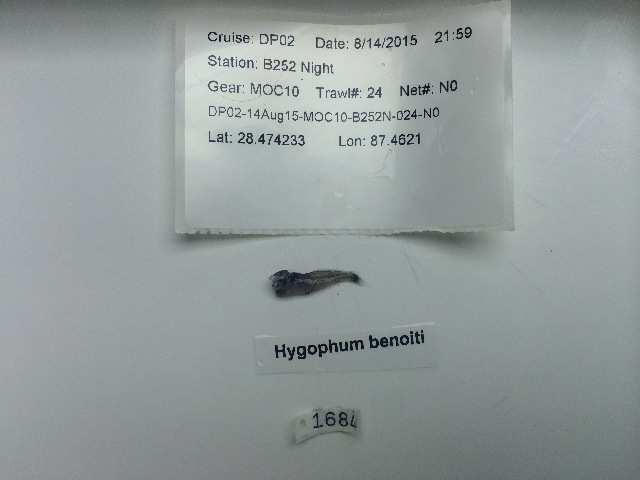 Cruise: DP02 Date: 8/14/2015 21:59
Station: B252 Night
Gear: MOC10 Trawl#: 24 Net#: N0
DP02-14Aug15-MOC10-B252N-024-N0
Lat: 28.474233 Lon: 87.4621
Hygophum benoiti
1684